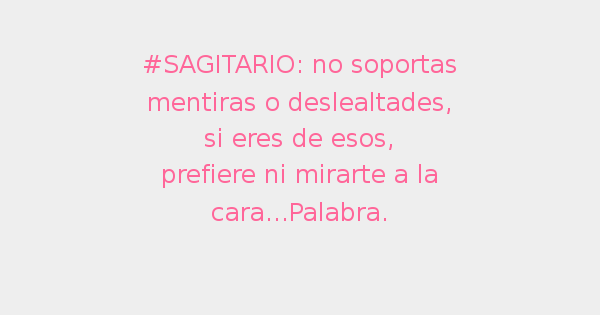 #SAGITARIO: no soportas
mentiras o deslealtades,
si eres de esos,
prefiere ni mirarte a la
cara...Palabra.